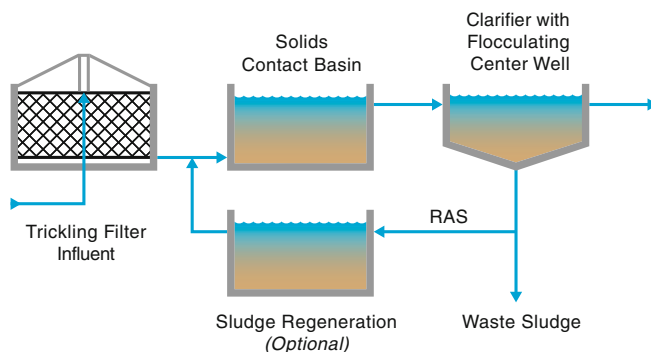 Solids
Contact Basin
Clarifier with
Flocculating
Center Well
Trickling Filter
Influent
RAS
Sludge Regeneration
(Optional)
Waste Sludge